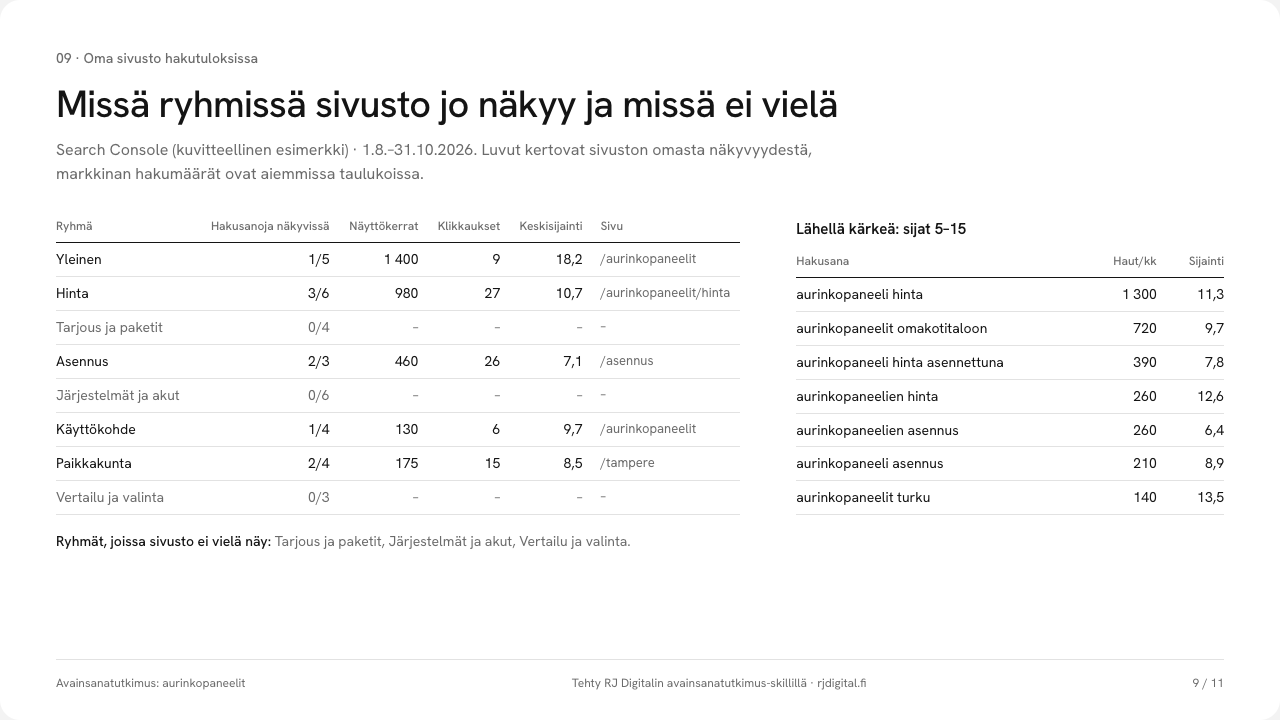 09 · Oma sivusto hakutuloksissa
Missä ryhmissä sivusto jo näkyy ja missä ei vielä
Search Console (kuvitteellinen esimerkki) · 1.8.–31.10.2026. Luvut kertovat sivuston omasta näkyvyydestä,
markkinan hakumäärät ovat aiemmissa taulukoissa.
Ryhmä Hakusanoja näkyvissä Näyttökerrat Klikkaukset Keskisijainti Sivu
Yleinen 1/5 1 400 9 18,2 /aurinkopaneelit
Hinta 3/6 980 27 10,7 /aurinkopaneelit/hinta
Tarjous ja paketit 0/4 – – – –
Asennus 2/3 460 26 7,1 /asennus
Järjestelmät ja akut 0/6 – – – –
Käyttökohde 1/4 130 6 9,7 /aurinkopaneelit
Paikkakunta 2/4 175 15 8,5 /tampere
Vertailu ja valinta 0/3 – – – –
Ryhmät, joissa sivusto ei vielä näy: Tarjous ja paketit, Järjestelmät ja akut, Vertailu ja valinta.
Lähellä kärkeä: sijat 5–15
Hakusana Haut/kk Sijainti
aurinkopaneeli hinta 1 300 11,3
aurinkopaneelit omakotitaloon 720 9,7
aurinkopaneeli hinta asennettuna 390 7,8
aurinkopaneelien hinta 260 12,6
aurinkopaneelien asennus 260 6,4
aurinkopaneeli asennus 210 8,9
aurinkopaneelit turku 140 13,5
Avainsanatutkimus: aurinkopaneelit
Tehty RJ Digitalin avainsanatutkimus-skillillä · rjdigital.fi
9 / 11